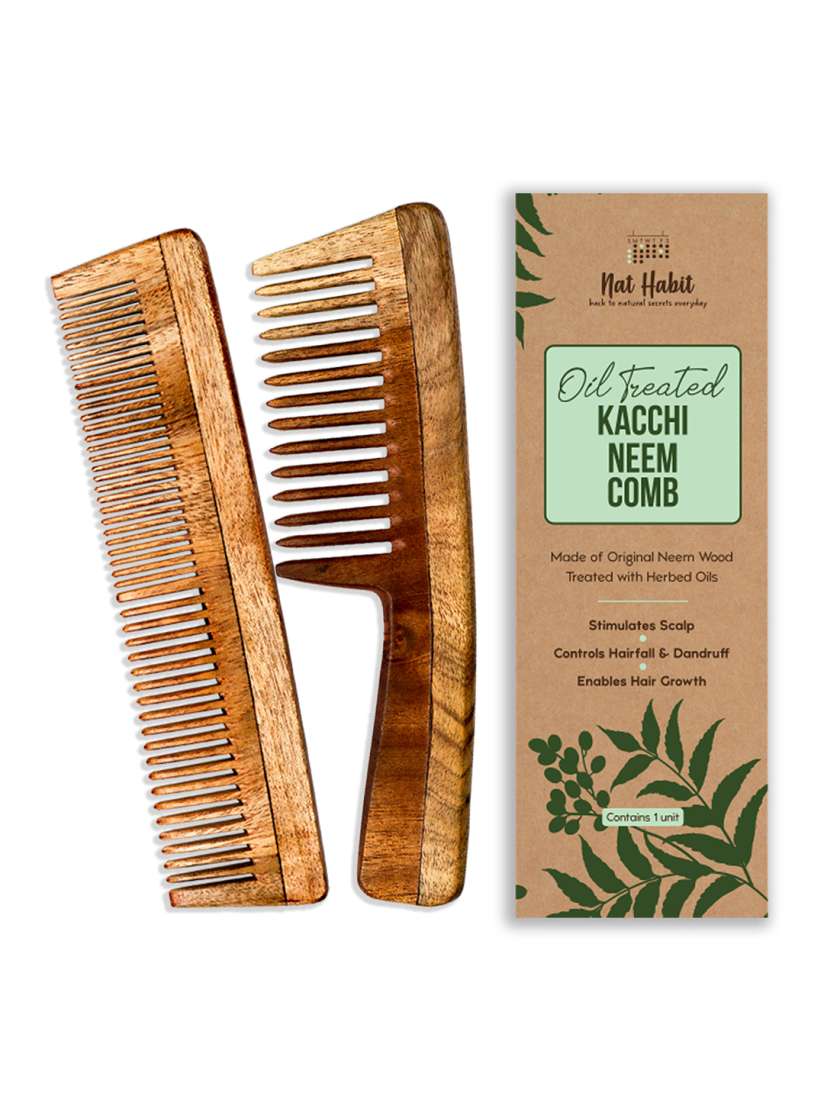 S M T W T F S
Nat Habit
back to natural secrets everyday
Oil Treated
KACCHI
NEEM
COMB
Made of Original Neem Wood
Treated with Herbed Oils
Stimulates Scalp
Controls Hairfall & Dandruff
Enables Hair Growth
Contains 1 unit